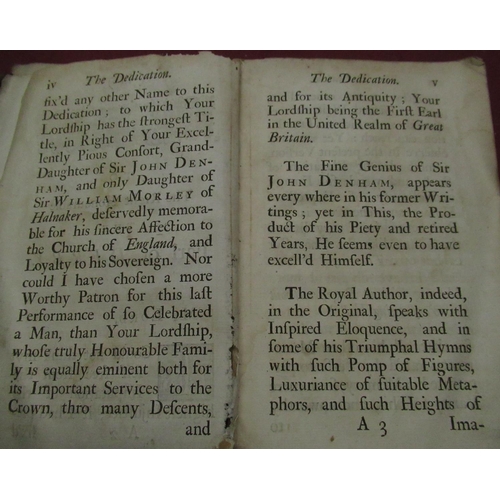 iv The Dedication.
fix'd any other Name to this
Dedication; to which Your
Lordſhip has the ſtrongeſt Ti-
tle, in Right of Your Excel-
lently Pious Conſort, Grand-
Daughter of Sir JOHN DEN-
HAM, and only Daughter of
Sir WILLIAM MORLEY of
Halnaker, deſervedly memora-
ble for his ſincere Affection to
the Church of England, and
Loyalty to his Sovereign. Nor
could I have choſen a more
Worthy Patron for this laſt
Performance of ſo Celebrated
a Man, than Your Lordſhip,
whoſe truly Honourable Fami-
ly is equally eminent both for
its Important Services to the
Crown, thro many Deſcents,
and
The Dedication. v
and for its Antiquity; Your
Lordſhip being the Firſt Earl
in the United Realm of Great
Britain.
The Fine Genius of Sir
JOHN DENHAM, appears
every where in his former Wri-
tings; yet in This, the Pro-
duct of his Piety and retired
Years, He ſeems even to have
excell'd Himſelf.
The Royal Author, indeed,
in the Original, ſpeaks with
Inſpired Eloquence, and in
ſome of his Triumphal Hymns
with ſuch Pomp of Figures,
Luxuriance of ſuitable Meta-
phors, and ſuch Heights of
A 3 Ima-